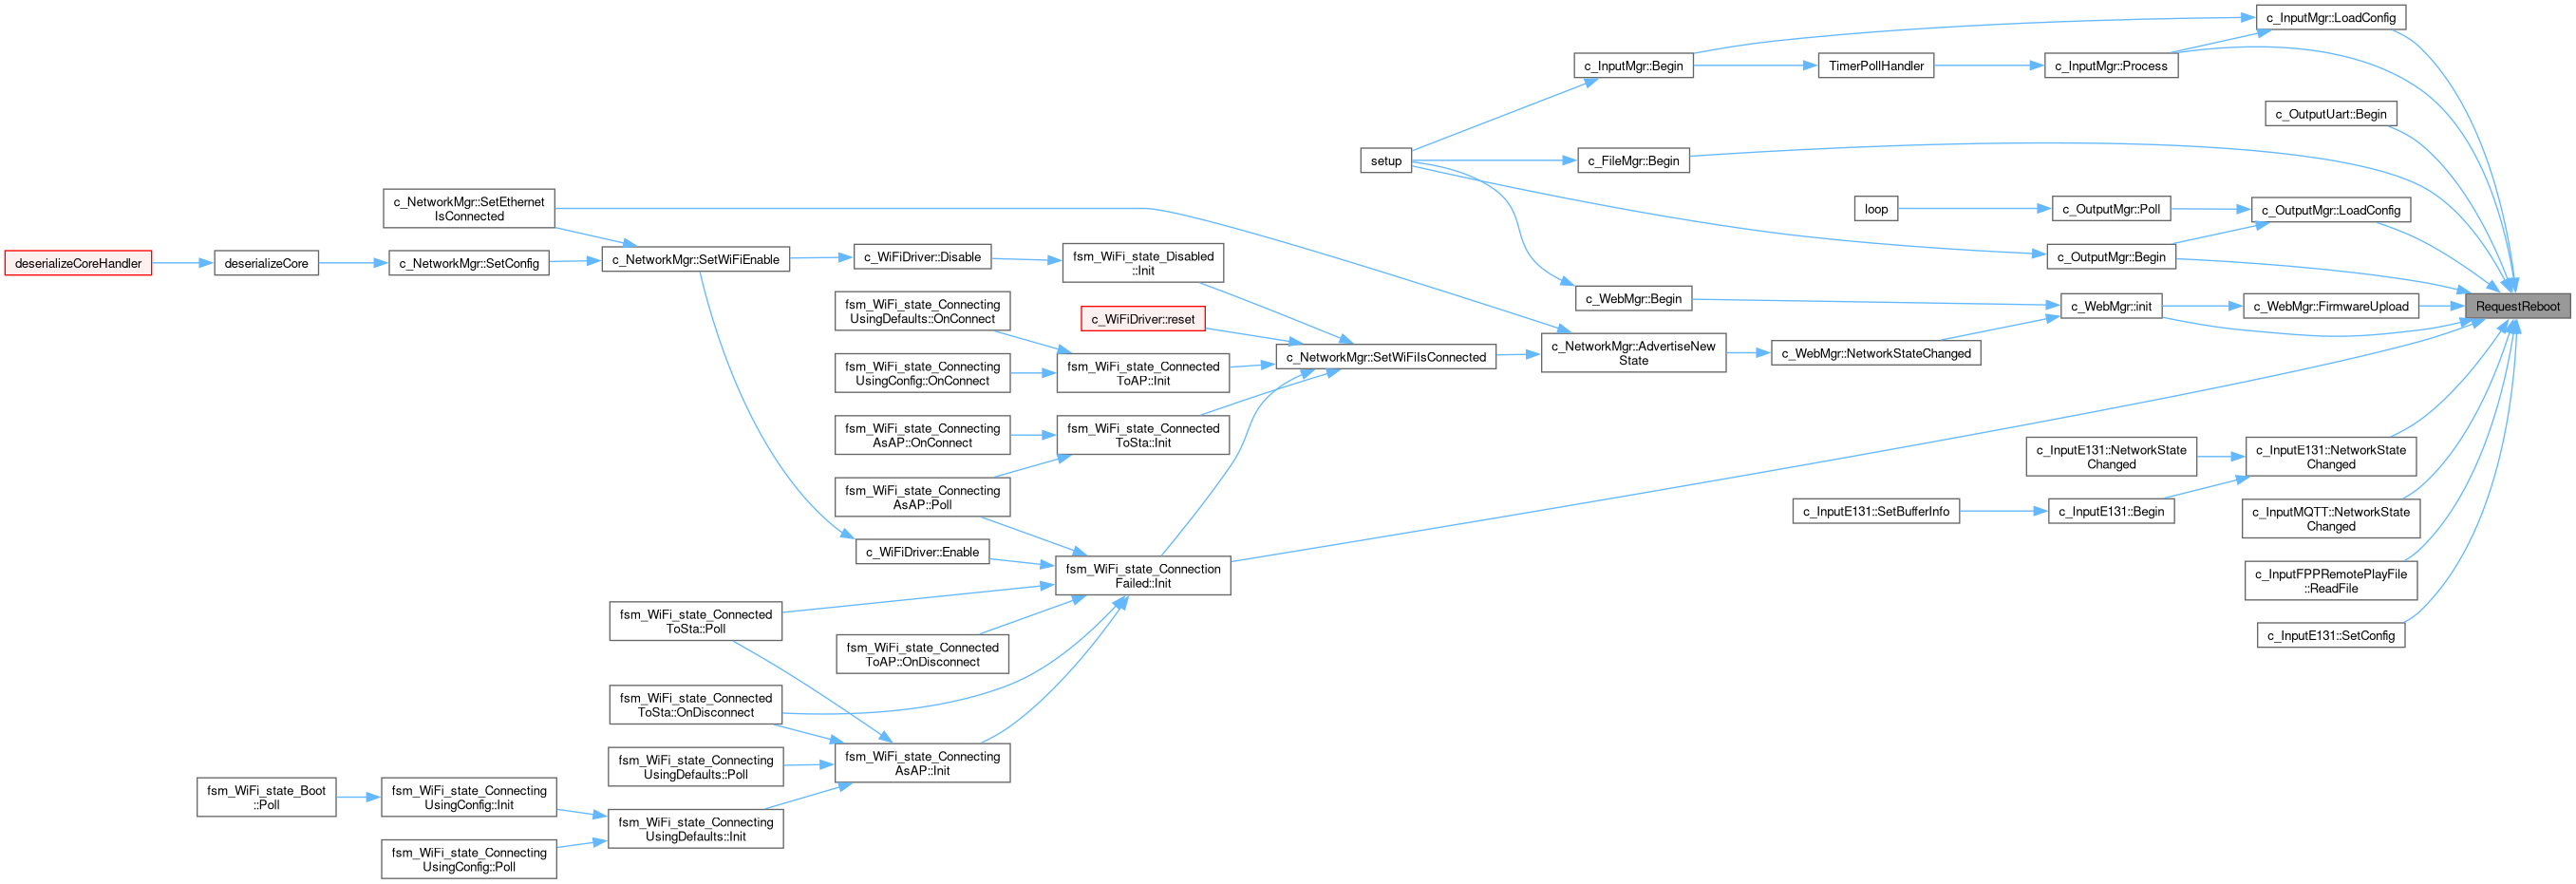 c_InputMgr::LoadConfig
c_InputMgr::Begin
TimerPollHandler
c_InputMgr::Process
c_OutputUart::Begin
setup
c_FileMgr::Begin
c_NetworkMgr::SetEthernet
IsConnected
loop
c_OutputMgr::Poll
c_OutputMgr::LoadConfig
deserializeCoreHandler
deserializeCore
c_NetworkMgr::SetConfig
c_NetworkMgr::SetWiFiEnable
c_WiFiDriver::Disable
fsm_WiFi_state_Disabled
::Init
c_OutputMgr::Begin
c_WebMgr::Begin
fsm_WiFi_state_Connecting
UsingDefaults::OnConnect
c_WiFiDriver::reset
c_WebMgr::init
c_WebMgr::FirmwareUpload
RequestReboot
c_NetworkMgr::SetWiFiIsConnected
c_NetworkMgr::AdvertiseNew
State
c_WebMgr::NetworkStateChanged
fsm_WiFi_state_Connecting
UsingConfig::OnConnect
fsm_WiFi_state_Connected
ToAP::Init
fsm_WiFi_state_Connecting
AsAP::OnConnect
fsm_WiFi_state_Connected
ToSta::Init
c_InputE131::NetworkState
Changed
c_InputE131::NetworkState
Changed
fsm_WiFi_state_Connecting
AsAP::Poll
c_InputE131::SetBufferInfo
c_InputE131::Begin
c_InputMQTT::NetworkState
Changed
c_WiFiDriver::Enable
fsm_WiFi_state_Connection
Failed::Init
c_InputFPPRemotePlayFile
::ReadFile
fsm_WiFi_state_Connected
ToSta::Poll
fsm_WiFi_state_Connected
ToAP::OnDisconnect
c_InputE131::SetConfig
fsm_WiFi_state_Connected
ToSta::OnDisconnect
fsm_WiFi_state_Connecting
UsingDefaults::Poll
fsm_WiFi_state_Connecting
AsAP::Init
fsm_WiFi_state_Boot
::Poll
fsm_WiFi_state_Connecting
UsingConfig::Init
fsm_WiFi_state_Connecting
UsingDefaults::Init
fsm_WiFi_state_Connecting
UsingConfig::Poll